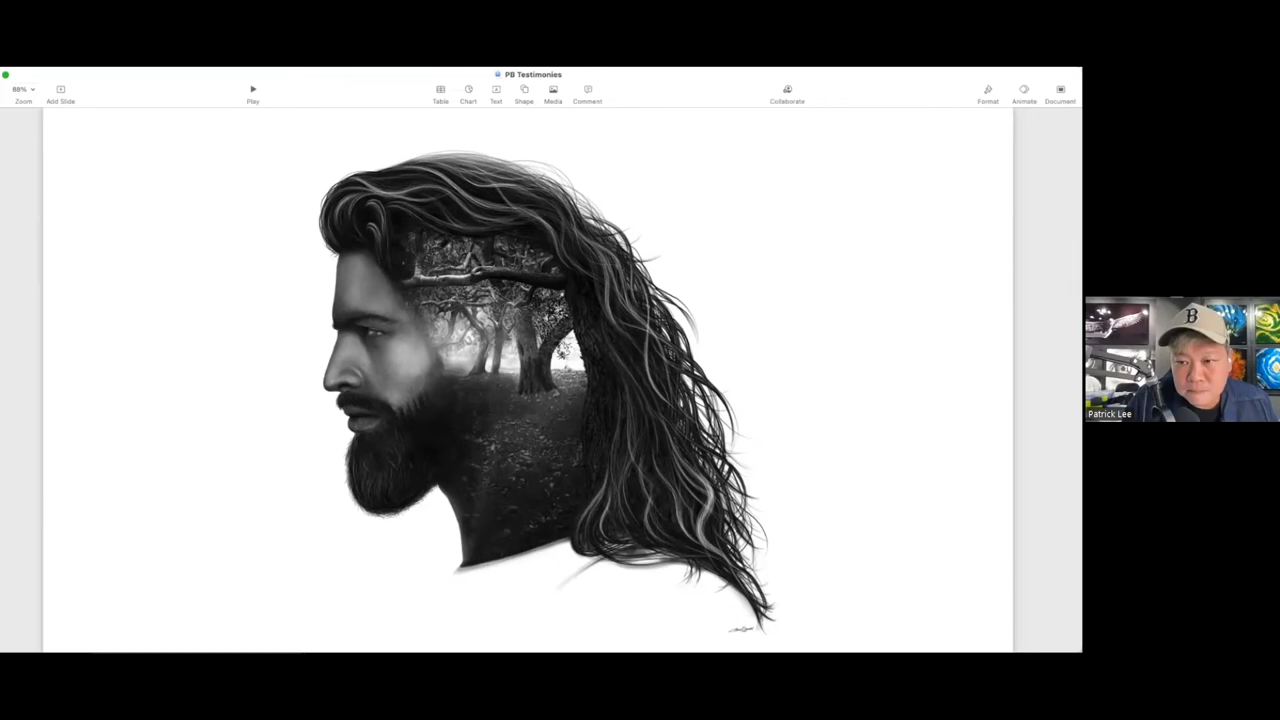 PB Testimonies
88%
Zoom
Add Slide
Play
Table
Chart
Text
Shape
Media
Comment
Collaborate
Format
Animate
Document
B
Patrick Lee